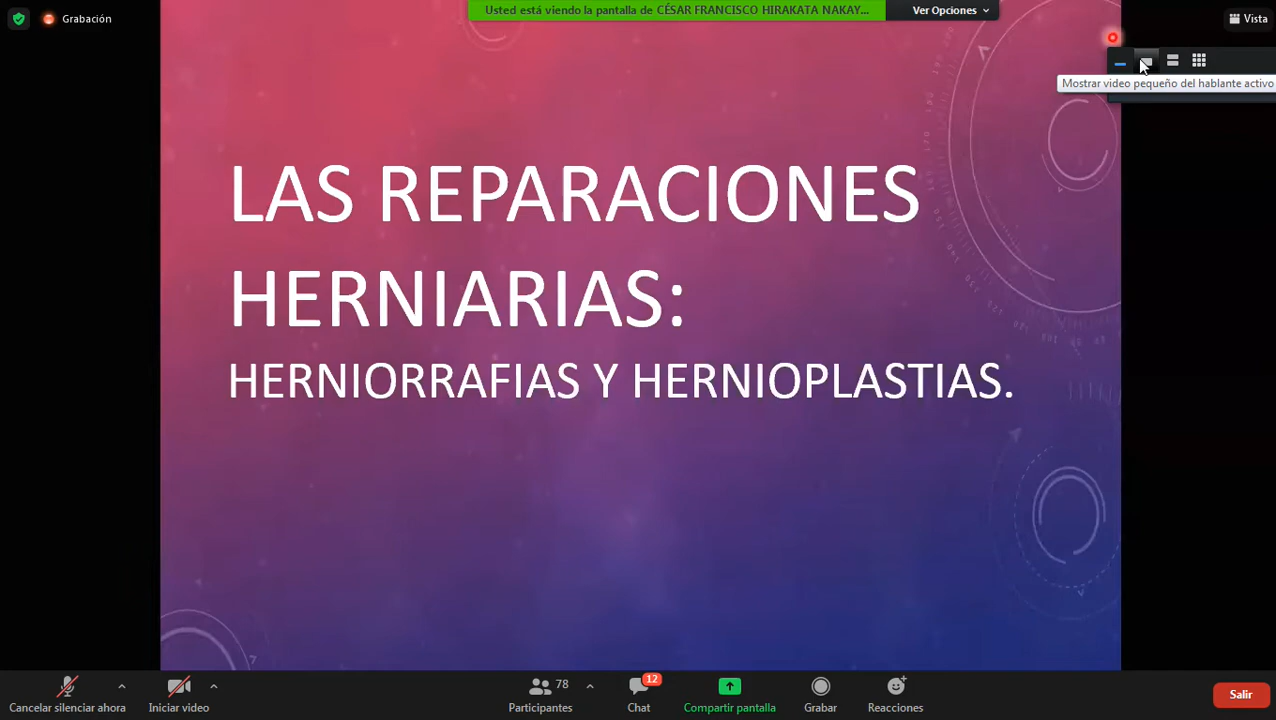 Grabación
Usted está viendo la pantalla de CÉSAR FRANCISCO HIRAKATA NAKAY...
Ver Opciones
Vista
Mostrar video pequeño del hablante activo
LAS REPARACIONES
HERNIARIAS:
HERNIORRAFIAS Y HERNIOPLASTIAS.
Cancelar silenciar ahora
Iniciar video
78
Participantes
12
Chat
Compartir pantalla
Grabar
Reacciones
Salir